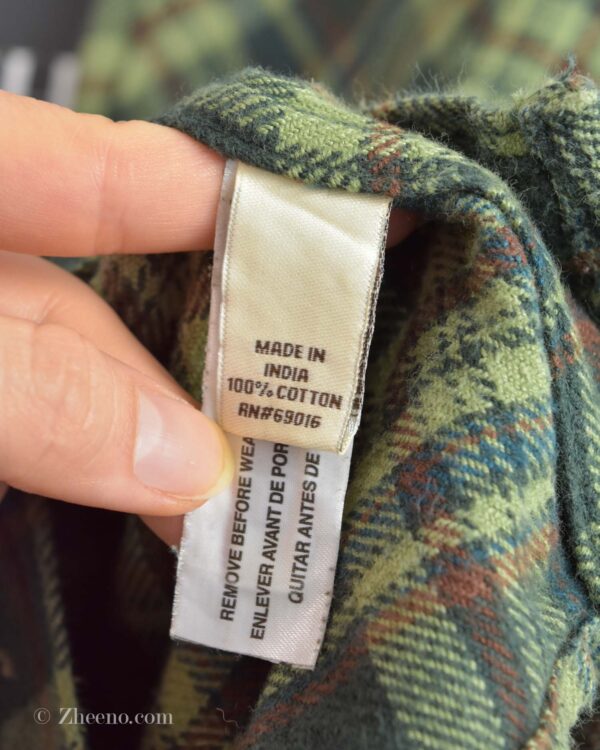 MADE IN
INDIA
100% COTTON
RN#69016
REMOVE BEFORE WEA
ENLEVER AVANT DE POR
QUITAR ANTES DE
© Zheeno.com